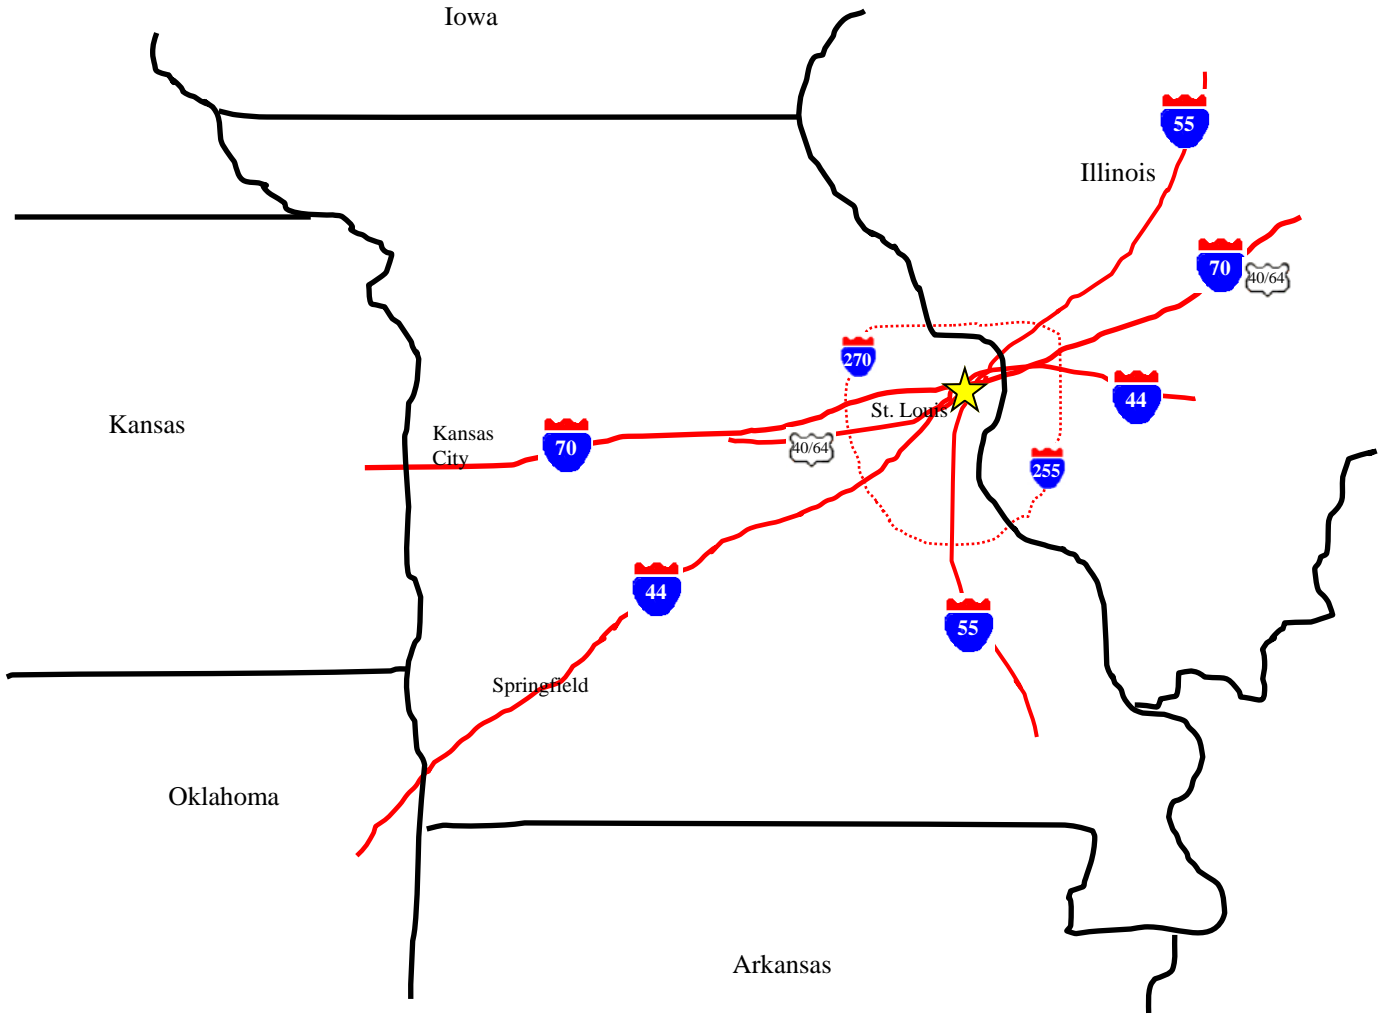 Iowa
55
Illinois
70
40/64
270
44
St. Louis
Kansas
Kansas
City
70
40/64
255
44
55
Springfield
Oklahoma
Arkansas